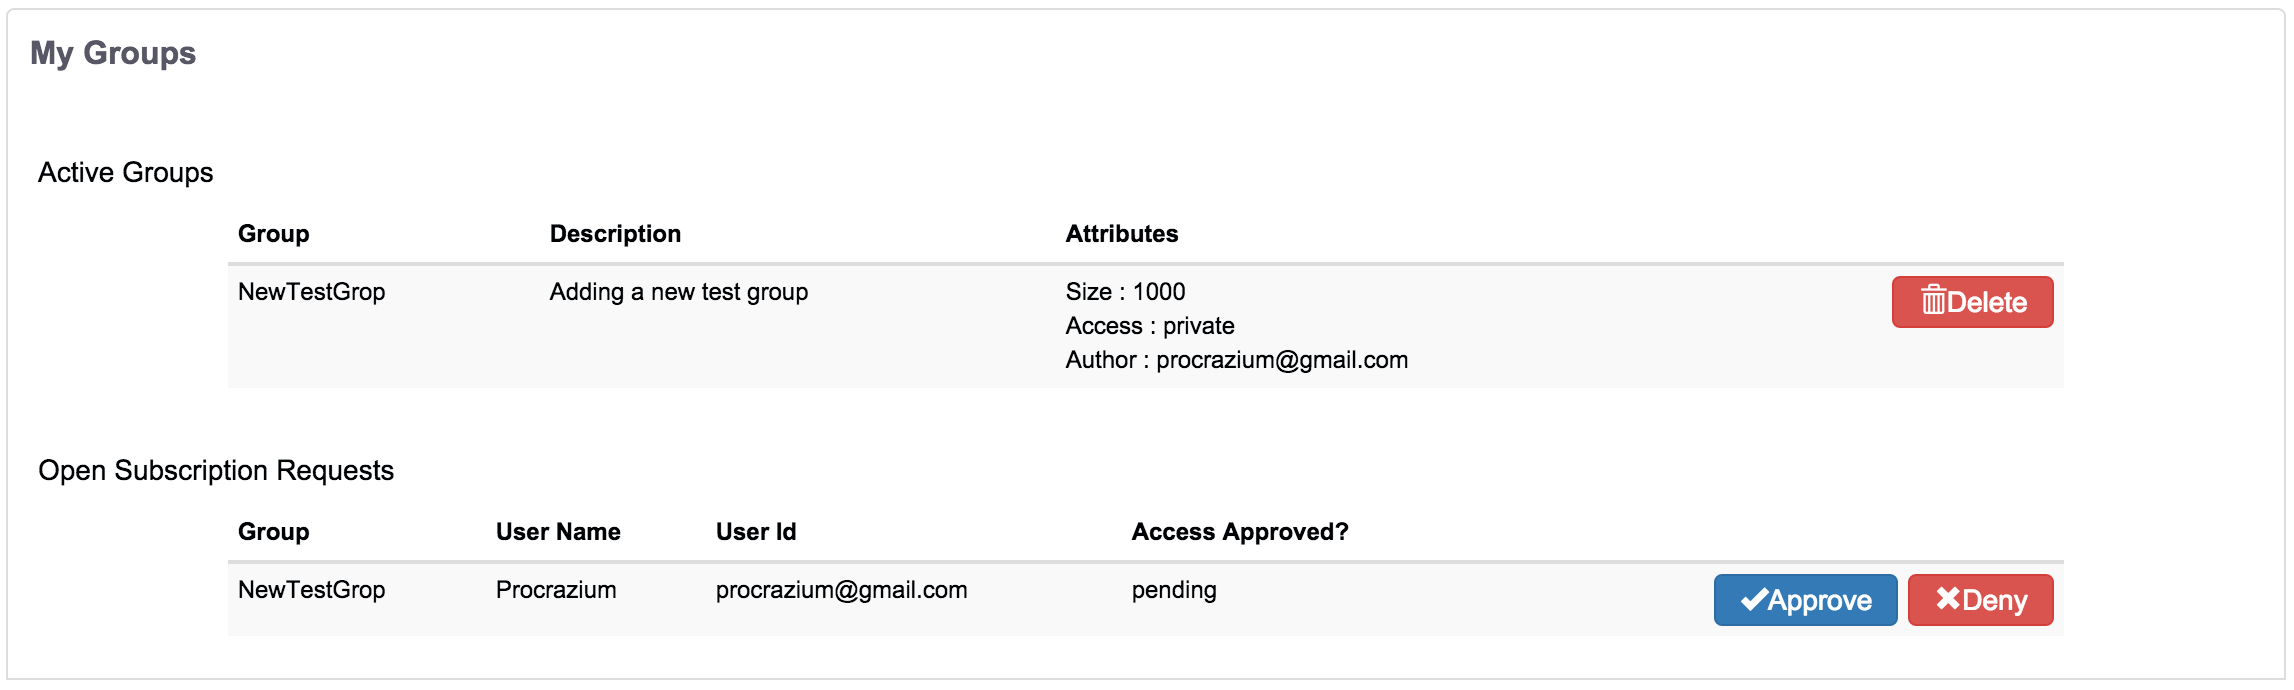 My Groups
Active Groups
Group Description Attributes
NewTestGrop Adding a new test group Size : 1000 Delete
Access : private
Author : procrazium@gmail.com
Open Subscription Requests
Group User Name User Id Access Approved?
NewTestGrop Procrazium procrazium@gmail.com pending Approve Deny